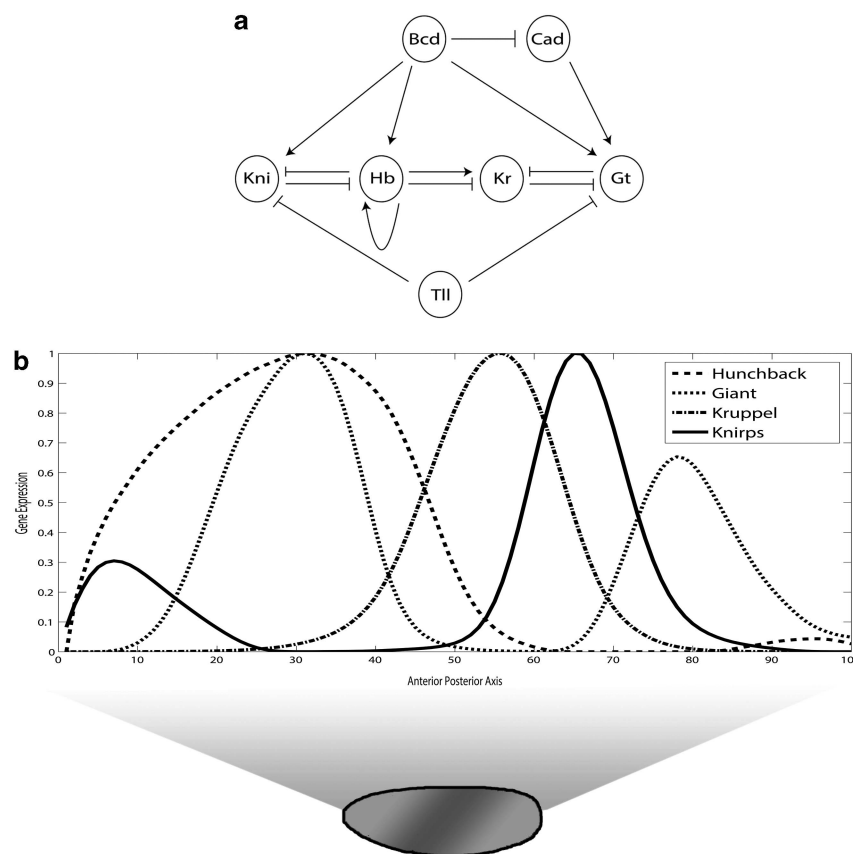 a
Bcd Cad
Kni Hb Kr Gt
Tll
b
1
0.9
0.8
0.7
0.6
0.5
0.4
0.3
0.2
0.1
0
Gene Expression
Hunchback
Giant
Kruppel
Knirps
0 10 20 30 40 50 60 70 80 90 100
Anterior Posterior Axis